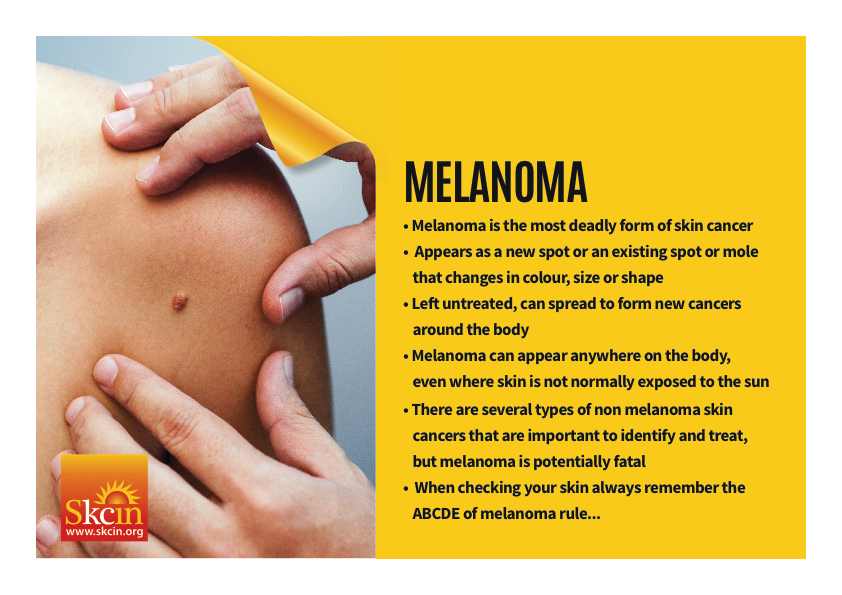 MELANOMA
• Melanoma is the most deadly form of skin cancer
• Appears as a new spot or an existing spot or mole
that changes in colour, size or shape
• Left untreated, can spread to form new cancers
around the body
• Melanoma can appear anywhere on the body,
even where skin is not normally exposed to the sun
• There are several types of non melanoma skin
cancers that are important to identify and treat,
but melanoma is potentially fatal
• When checking your skin always remember the
ABCDE of melanoma rule...
Skcin
www.skcin.org